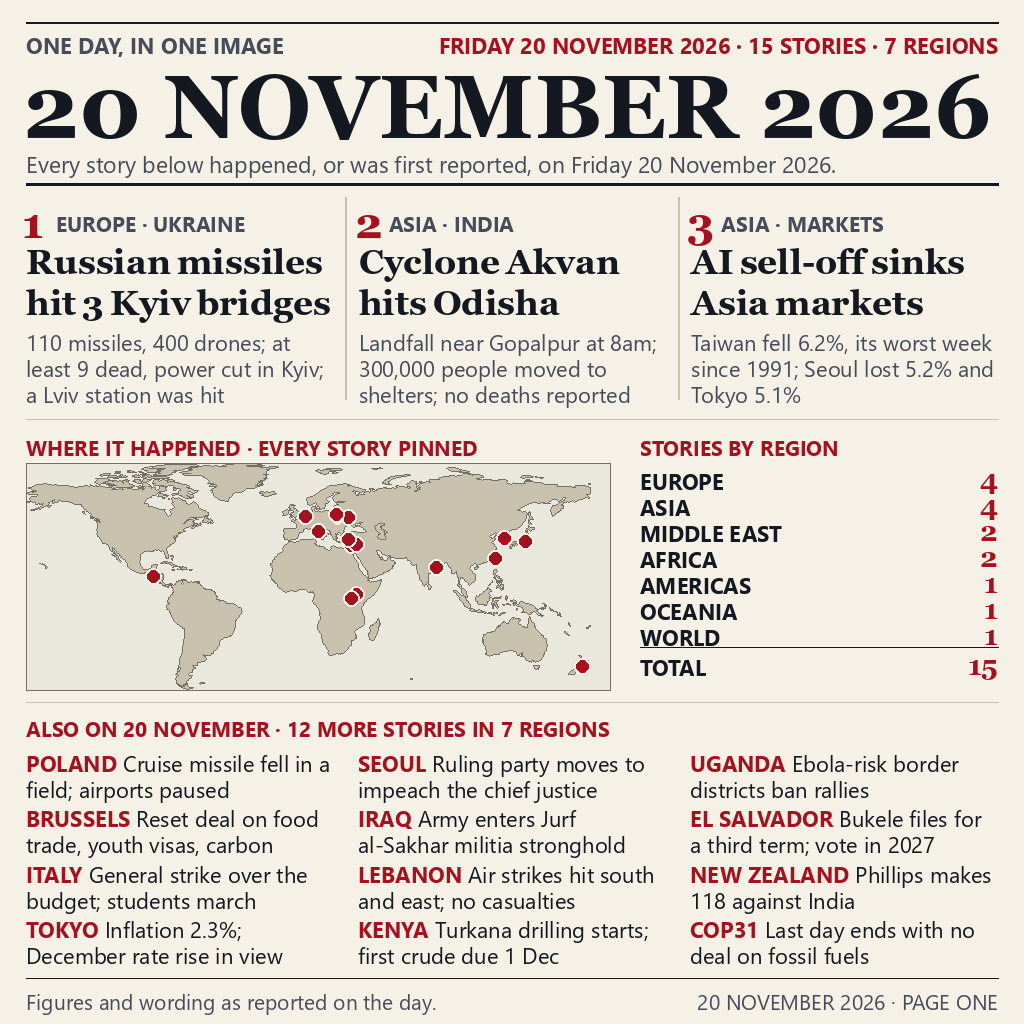 ONE DAY, IN ONE IMAGE
FRIDAY 20 NOVEMBER 2026 · 15 STORIES · 7 REGIONS
20 NOVEMBER 2026
Every story below happened, or was first reported, on Friday 20 November 2026.
1 EUROPE · UKRAINE
Russian missiles
hit 3 Kyiv bridges
110 missiles, 400 drones; at
least 9 dead, power cut in Kyiv;
a Lviv station was hit
2 ASIA · INDIA
Cyclone Akvan
hits Odisha
Landfall near Gopalpur at 8am;
300,000 people moved to
shelters; no deaths reported
3 ASIA · MARKETS
AI sell-off sinks
Asia markets
Taiwan fell 6.2%, its worst week
since 1991; Seoul lost 5.2% and
Tokyo 5.1%
WHERE IT HAPPENED · EVERY STORY PINNED
STORIES BY REGION
EUROPE 4
ASIA 4
MIDDLE EAST 2
AFRICA 2
AMERICAS 1
OCEANIA 1
WORLD 1
TOTAL 15
ALSO ON 20 NOVEMBER · 12 MORE STORIES IN 7 REGIONS
POLAND Cruise missile fell in a
field; airports paused
BRUSSELS Reset deal on food
trade, youth visas, carbon
ITALY General strike over the
budget; students march
TOKYO Inflation 2.3%;
December rate rise in view
SEOUL Ruling party moves to
impeach the chief justice
IRAQ Army enters Jurf
al-Sakhar militia stronghold
LEBANON Air strikes hit south
and east; no casualties
KENYA Turkana drilling starts;
first crude due 1 Dec
UGANDA Ebola-risk border
districts ban rallies
EL SALVADOR Bukele files for
a third term; vote in 2027
NEW ZEALAND Phillips makes
118 against India
COP31 Last day ends with no
deal on fossil fuels
Figures and wording as reported on the day.
20 NOVEMBER 2026 · PAGE ONE